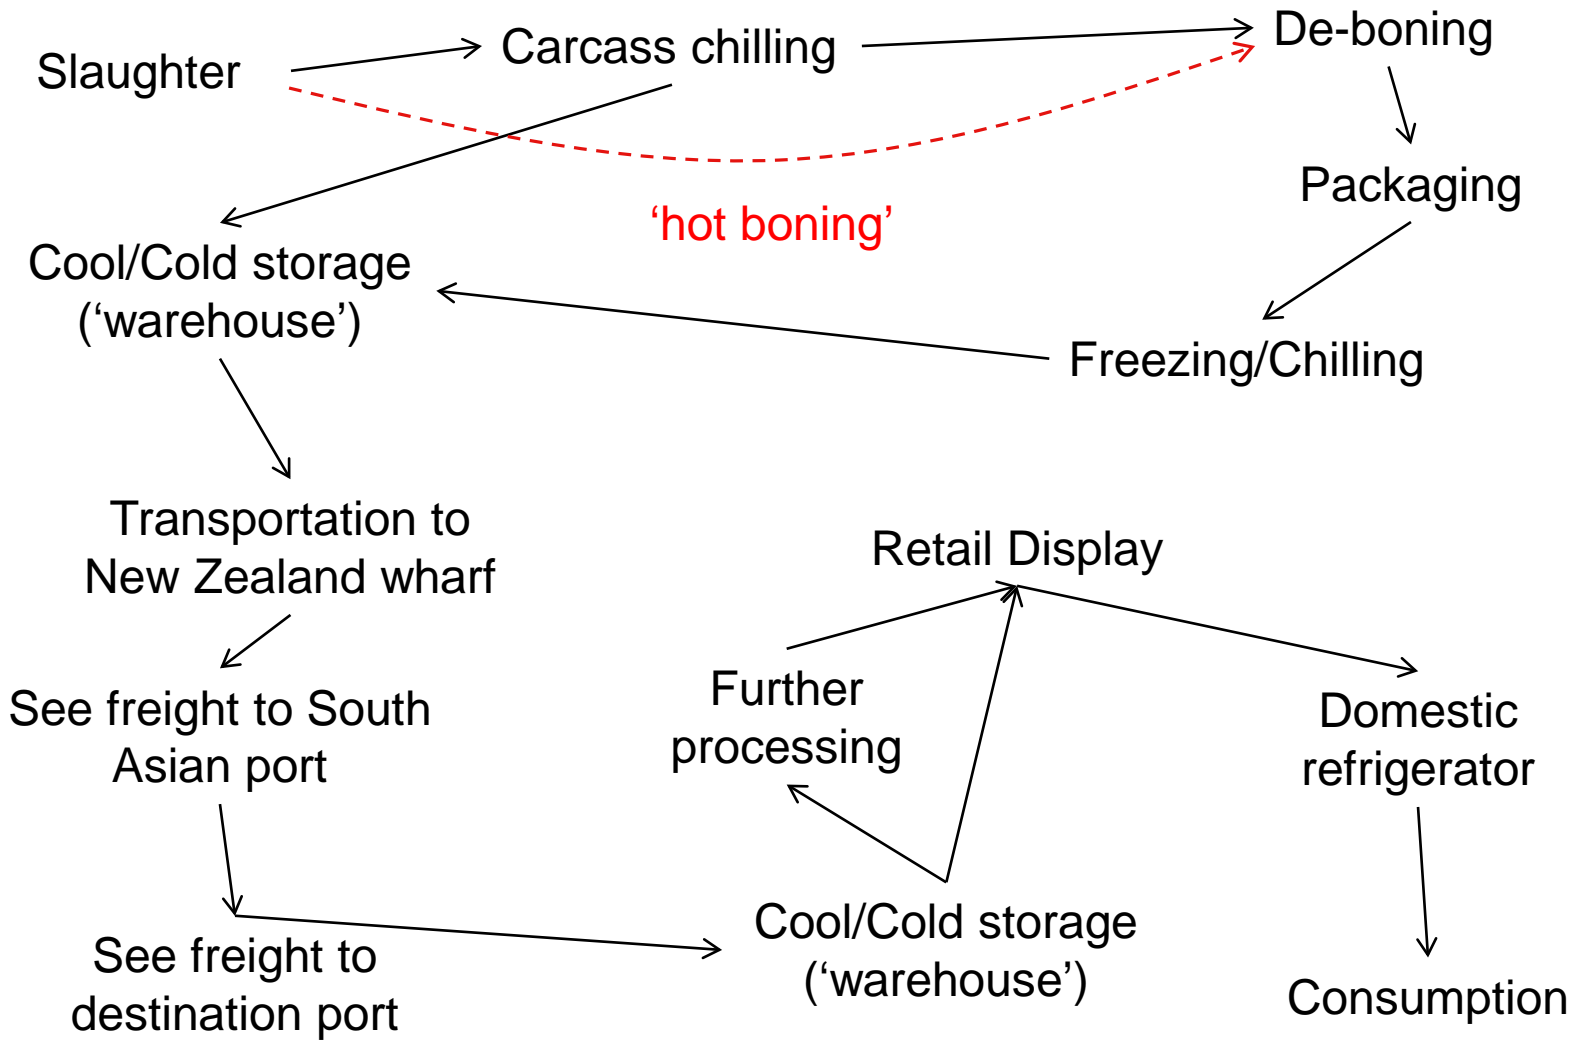 Slaughter
Carcass chilling
De-boning
Packaging
‘hot boning’
Cool/Cold storage
(‘warehouse’)
Freezing/Chilling
Transportation to
New Zealand wharf
Retail Display
See freight to South
Asian port
Further
processing
Domestic
refrigerator
See freight to
destination port
Cool/Cold storage
(‘warehouse’)
Consumption